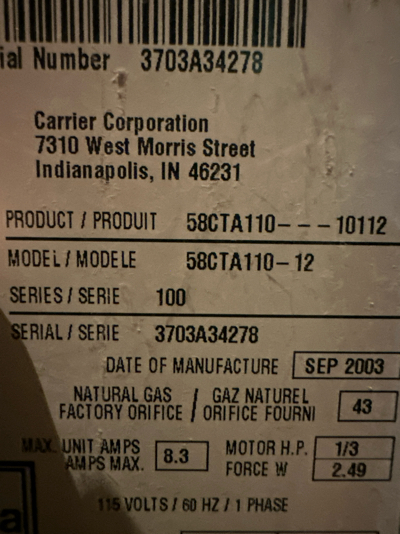 ial Number 3703A34278
Carrier Corporation
7310 West Morris Street
Indianapolis, IN 46231
PRODUCT / PRODUIT 58CTA110- - - 10112
MODEL / MODELE 58CTA110-12
SERIES / SERIE 100
SERIAL / SERIE 3703A34278
DATE OF MANUFACTURE SEP 2003
NATURAL GAS / GAZ NATUREL
FACTORY ORIFICE / ORIFICE FOURNI 43
MAX. UNIT AMPS 8.3 MOTOR H.P. 1/3
AMPS MAX. FORCE W 2.49
115 VOLTS / 60 HZ / 1 PHASE
a